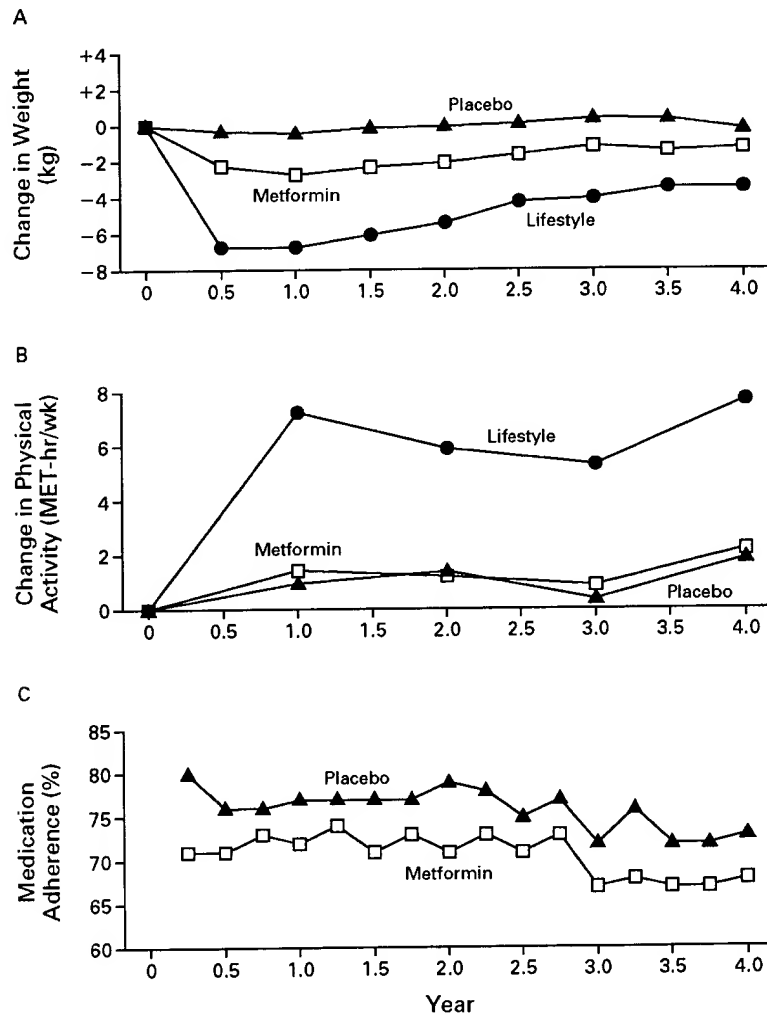 A
Change in Weight
(kg)
+4
+2
0
−2
−4
−6
−8
Placebo
Metformin
Lifestyle
0 0.5 1.0 1.5 2.0 2.5 3.0 3.5 4.0
B
Change in Physical
Activity (MET-hr/wk)
8
6
4
2
0
Lifestyle
Metformin
Placebo
0 0.5 1.0 1.5 2.0 2.5 3.0 3.5 4.0
C
Medication
Adherence (%)
85
80
75
70
65
60
Placebo
Metformin
0 0.5 1.0 1.5 2.0 2.5 3.0 3.5 4.0
Year